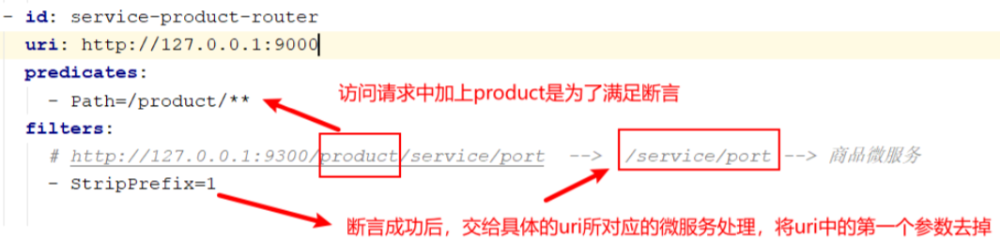 - id: service-product-router
uri: http://127.0.0.1:9000
predicates:
- Path=/product/**
访问请求中加上product是为了满足断言
filters:
# http://127.0.0.1:9300/product/service/port --> /service/port --> 商品微服务
- StripPrefix=1
断言成功后，交给具体的uri所对应的微服务处理，将uri中的第一个参数去掉